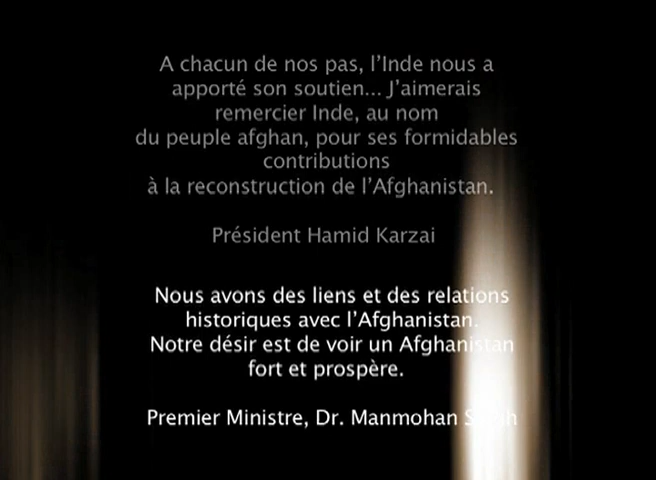 A chacun de nos pas, l'Inde nous a
apporté son soutien... J'aimerais
remercier Inde, au nom
du peuple afghan, pour ses formidables
contributions
à la reconstruction de l'Afghanistan.
Président Hamid Karzai
Nous avons des liens et des relations
historiques avec l'Afghanistan.
Notre désir est de voir un Afghanistan
fort et prospère.
Premier Ministre, Dr. Manmohan Singh